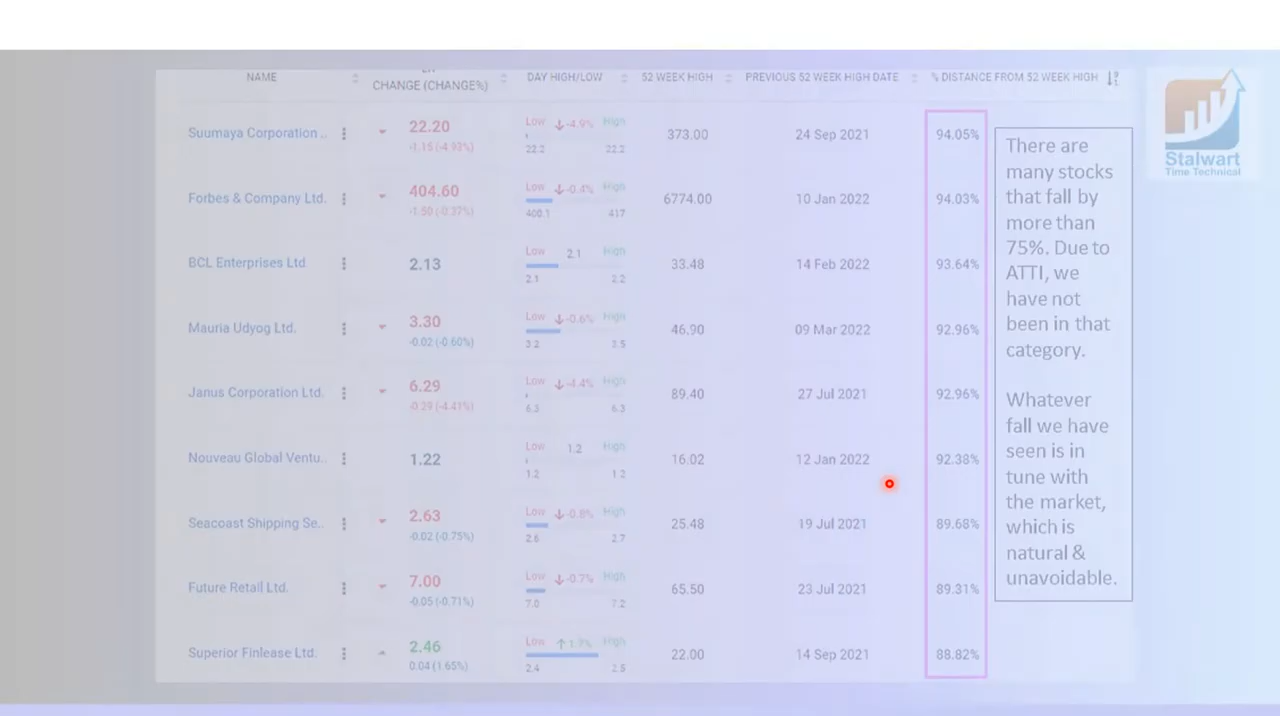 NAME
CHANGE (CHANGE%)
DAY HIGH/LOW
52 WEEK HIGH
PREVIOUS 52 WEEK HIGH DATE
% DISTANCE FROM 52 WEEK HIGH
Suumaya Corporation ..
22.20
-1.15 (-4.93%)
Low -4.9% High
22.2 22.2
373.00
24 Sep 2021
94.05%
Forbes & Company Ltd.
404.60
-1.50 (-0.37%)
Low -0.4% High
400.1 417
6774.00
10 Jan 2022
94.03%
BCL Enterprises Ltd
2.13
Low 2.1 High
2.1 2.2
33.48
14 Feb 2022
93.64%
Mauria Udyog Ltd.
3.30
-0.02 (-0.60%)
Low -0.6% High
3.2 3.5
46.90
09 Mar 2022
92.96%
Janus Corporation Ltd.
6.29
-0.29 (-4.41%)
Low -4.4% High
6.3 6.3
89.40
27 Jul 2021
92.96%
Nouveau Global Ventu..
1.22
Low 1.2 High
1.2 1.2
16.02
12 Jan 2022
92.38%
Seacoast Shipping Se..
2.63
-0.02 (-0.75%)
Low -0.8% High
2.6 2.7
25.48
19 Jul 2021
89.68%
Future Retail Ltd.
7.00
-0.05 (-0.71%)
Low -0.7% High
7.0 7.2
65.50
23 Jul 2021
89.31%
Superior Finlease Ltd.
2.46
0.04 (1.65%)
Low 1.7% High
2.4 2.5
22.00
14 Sep 2021
88.82%
There are
many stocks
that fall by
more than
75%. Due to
ATTI, we
have not
been in that
category.
Whatever
fall we have
seen is in
tune with
the market,
which is
natural &
unavoidable.
Stalwart
Time Technical